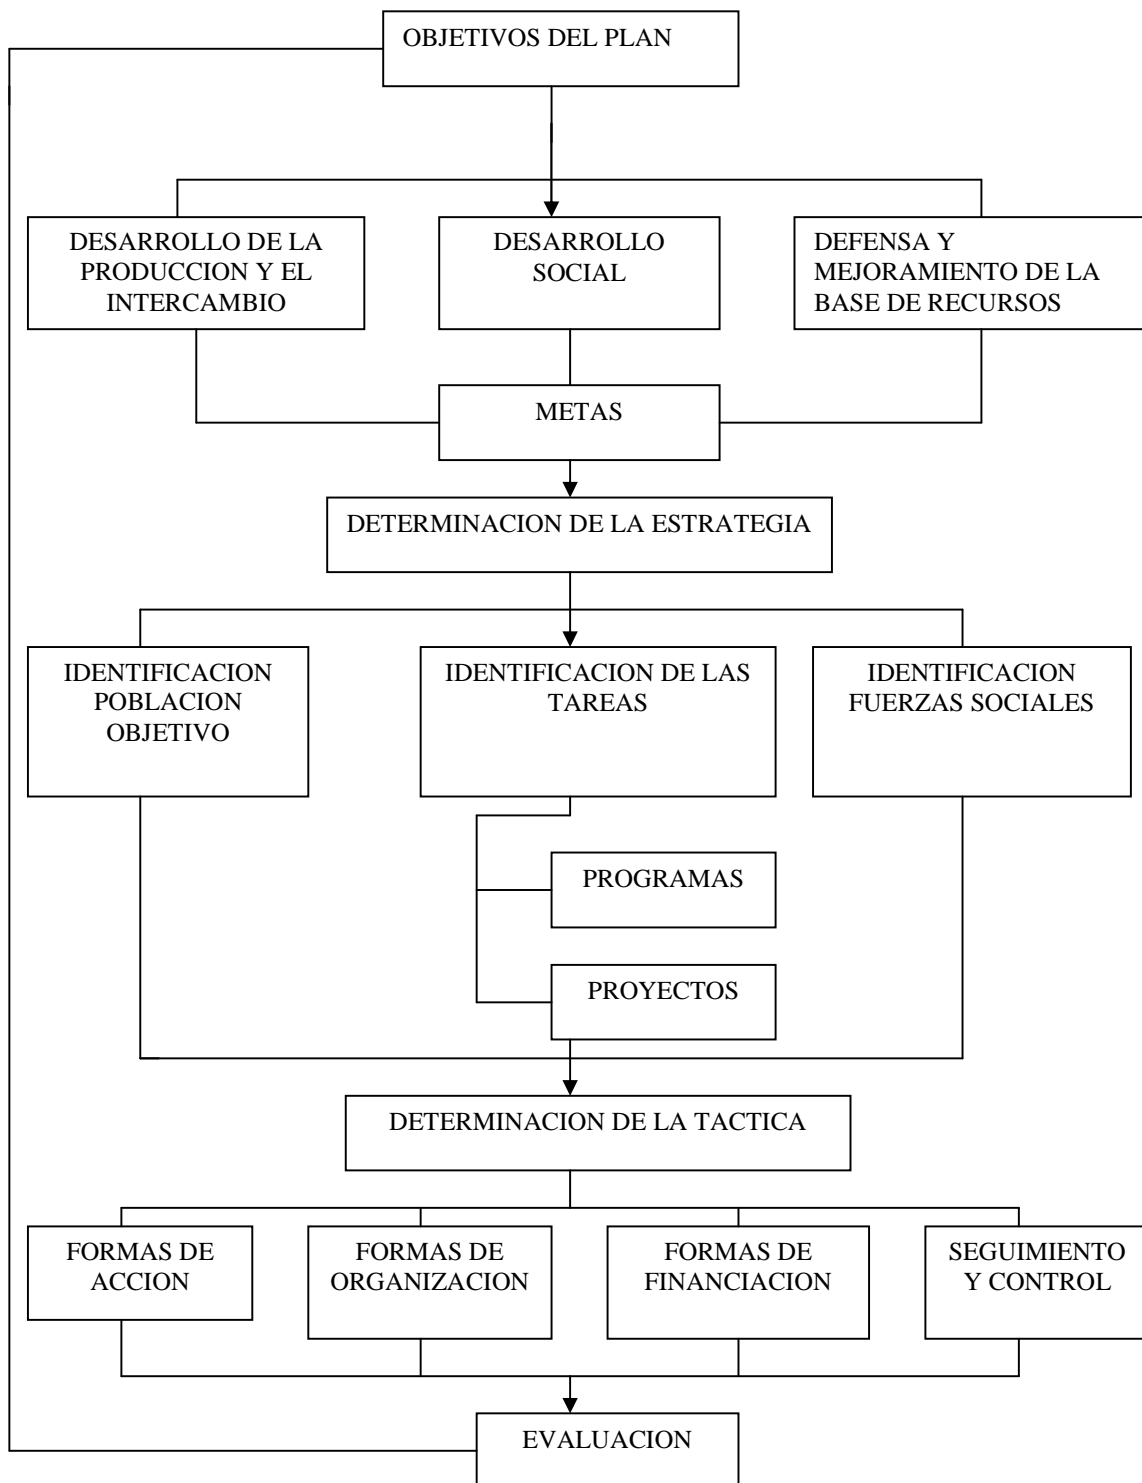 OBJETIVOS DEL PLAN
DESARROLLO DE LA
PRODUCCION Y EL
INTERCAMBIO
DESARROLLO
SOCIAL
DEFENSA Y
MEJORAMIENTO DE LA
BASE DE RECURSOS
METAS
DETERMINACION DE LA ESTRATEGIA
IDENTIFICACION
POBLACION
OBJETIVO
IDENTIFICACION DE LAS
TAREAS
IDENTIFICACION
FUERZAS SOCIALES
PROGRAMAS
PROYECTOS
DETERMINACION DE LA TACTICA
FORMAS DE
ACCION
FORMAS DE
ORGANIZACION
FORMAS DE
FINANCIACION
SEGUIMIENTO
Y CONTROL
EVALUACION